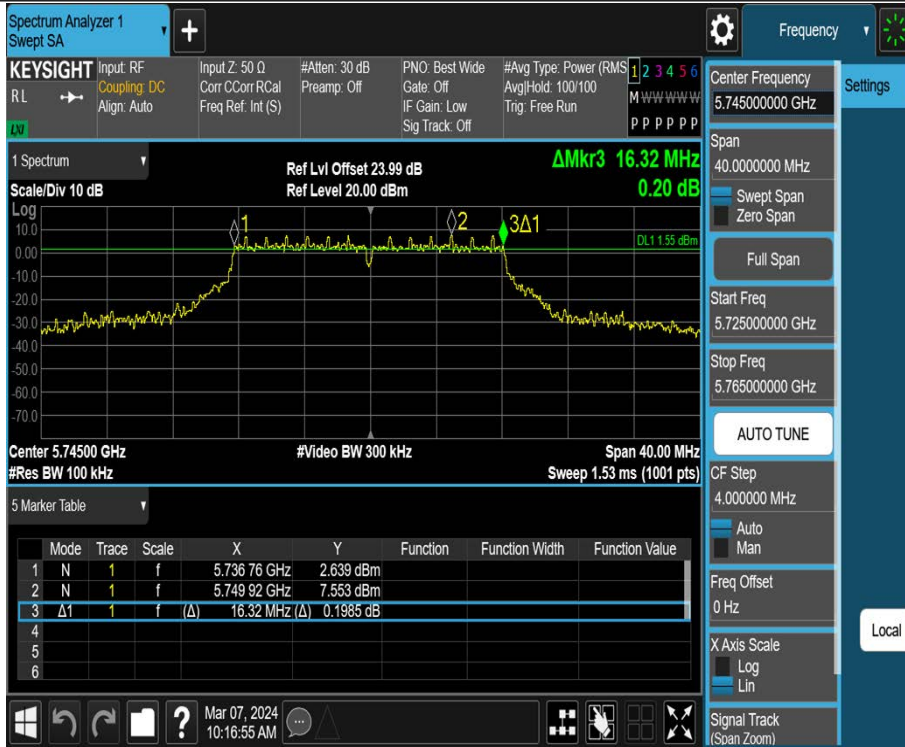 Spectrum Analyzer 1
Swept SA
+
Frequency
KEYSIGHT
RL
LXI
Input: RF
Coupling: DC
Align: Auto
Input Z: 50 Ω
Corr CCorr RCal
Freq Ref: Int (S)
#Atten: 30 dB
Preamp: Off
PNO: Best Wide
Gate: Off
IF Gain: Low
Sig Track: Off
#Avg Type: Power (RMS
Avg|Hold: 100/100
Trig: Free Run
1 2 3 4 5 6
M W W W W W
P P P P P P
1 Spectrum
Scale/Div 10 dB
Ref Lvl Offset 23.99 dB
Ref Level 20.00 dBm
ΔMkr3 16.32 MHz
0.20 dB
Log
10.0
0.00
-10.0
-20.0
-30.0
-40.0
-50.0
-60.0
-70.0
1
2
3Δ1
DL1 1.55 dBm
Center 5.74500 GHz
#Video BW 300 kHz
Span 40.00 MHz
#Res BW 100 kHz
Sweep 1.53 ms (1001 pts)
5 Marker Table
Mode Trace Scale X Y Function Function Width Function Value
1 N 1 f 5.736 76 GHz 2.639 dBm
2 N 1 f 5.749 92 GHz 7.553 dBm
3 Δ1 1 f (Δ) 16.32 MHz (Δ) 0.1985 dB
4
5
6
Mar 07, 2024
10:16:55 AM
?
Center Frequency
5.745000000 GHz
Span
40.0000000 MHz
Swept Span
Zero Span
Full Span
Start Freq
5.725000000 GHz
Stop Freq
5.765000000 GHz
AUTO TUNE
CF Step
4.000000 MHz
Auto
Man
Freq Offset
0 Hz
X Axis Scale
Log
Lin
Signal Track
(Span Zoom)
Settings
Local